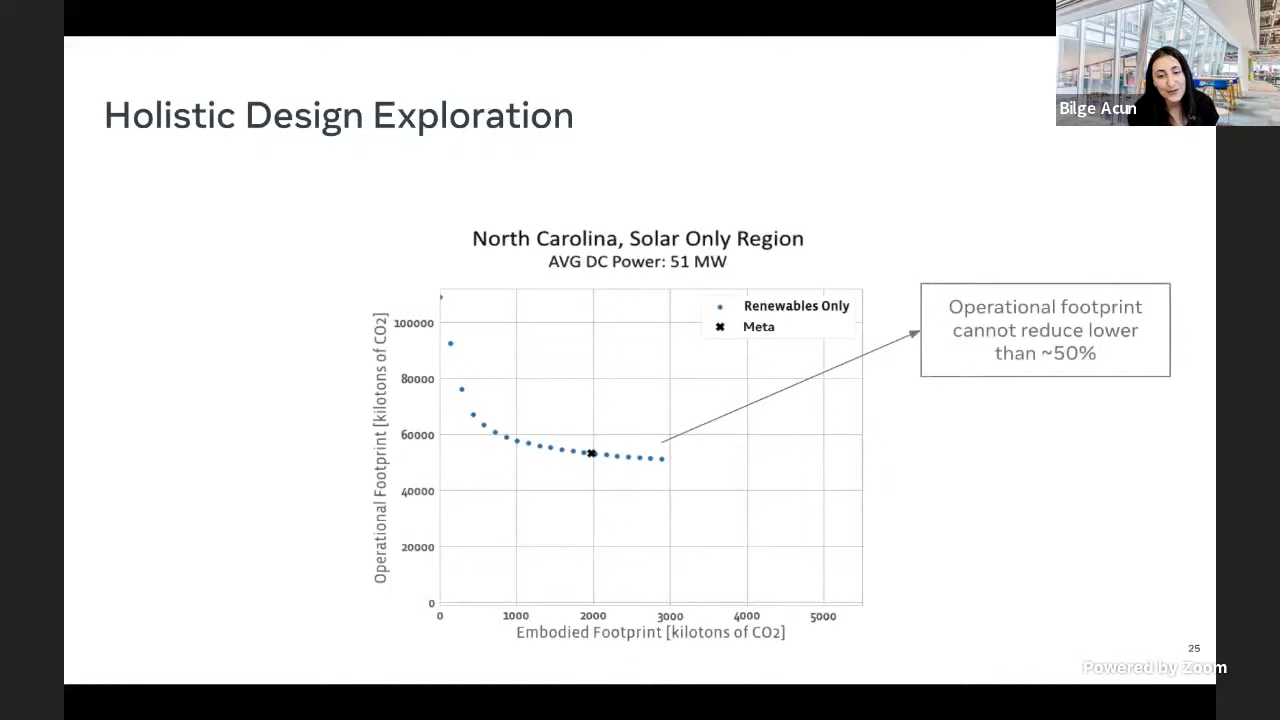 Bilge Acun
Holistic Design Exploration
North Carolina, Solar Only Region
AVG DC Power: 51 MW
Renewables Only
Meta
Operational footprint
cannot reduce lower
than ~50%
Operational Footprint [kilotons of CO2]
100000
80000
60000
40000
20000
0
0 1000 2000 3000 4000 5000
Embodied Footprint [kilotons of CO2]
25
Powered by Zoom